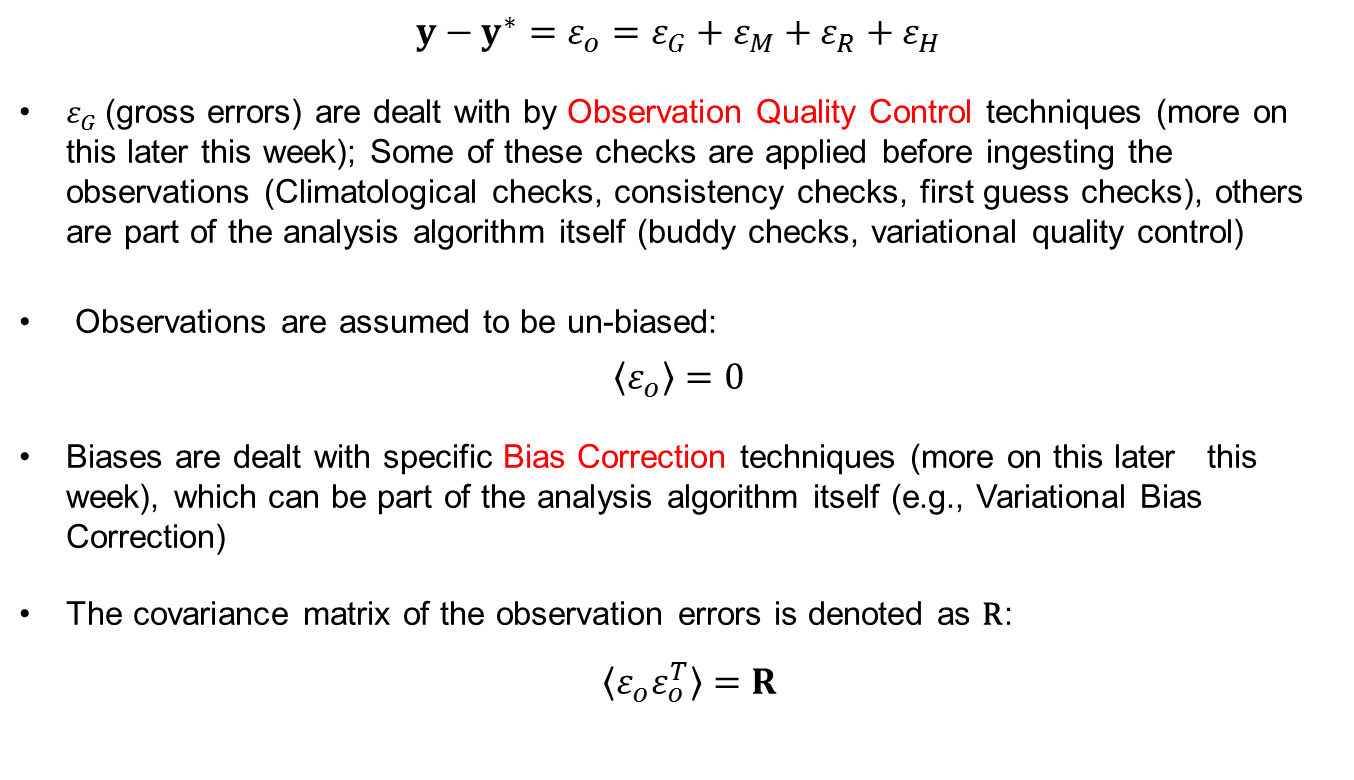 𝐲 − 𝐲* = ε_o = ε_G + ε_M + ε_R + ε_H
• ε_G (gross errors) are dealt with by Observation Quality Control techniques (more on
this later this week); Some of these checks are applied before ingesting the
observations (Climatological checks, consistency checks, first guess checks), others
are part of the analysis algorithm itself (buddy checks, variational quality control)
• Observations are assumed to be un-biased:
⟨ε_o⟩ = 0
• Biases are dealt with specific Bias Correction techniques (more on this later this
week), which can be part of the analysis algorithm itself (e.g., Variational Bias
Correction)
• The covariance matrix of the observation errors is denoted as 𝐑:
⟨ε_o ε_o^T⟩ = 𝐑